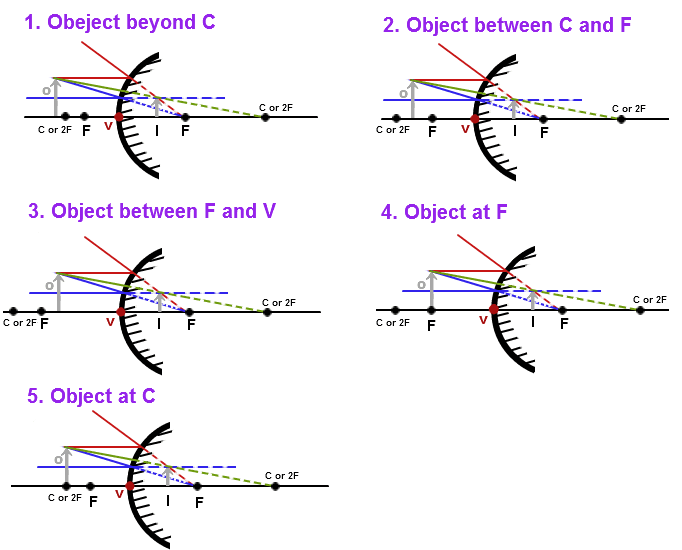 1. Obeject beyond C
O
C or 2F F V I F C or 2F
2. Object between C and F
O
C or 2F F V I F C or 2F
3. Object between F and V
O
C or 2F F V I F C or 2F
4. Object at F
O
C or 2F F V I F C or 2F
5. Object at C
O
C or 2F F V I F C or 2F